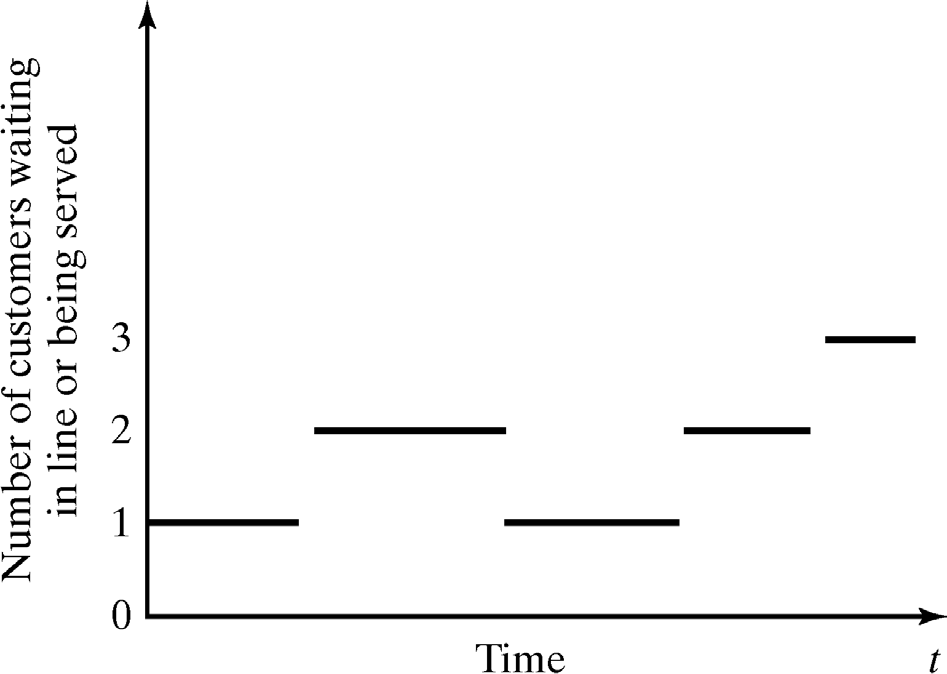 Number of customers waiting
in line or being served
3
2
1
0
Time
t